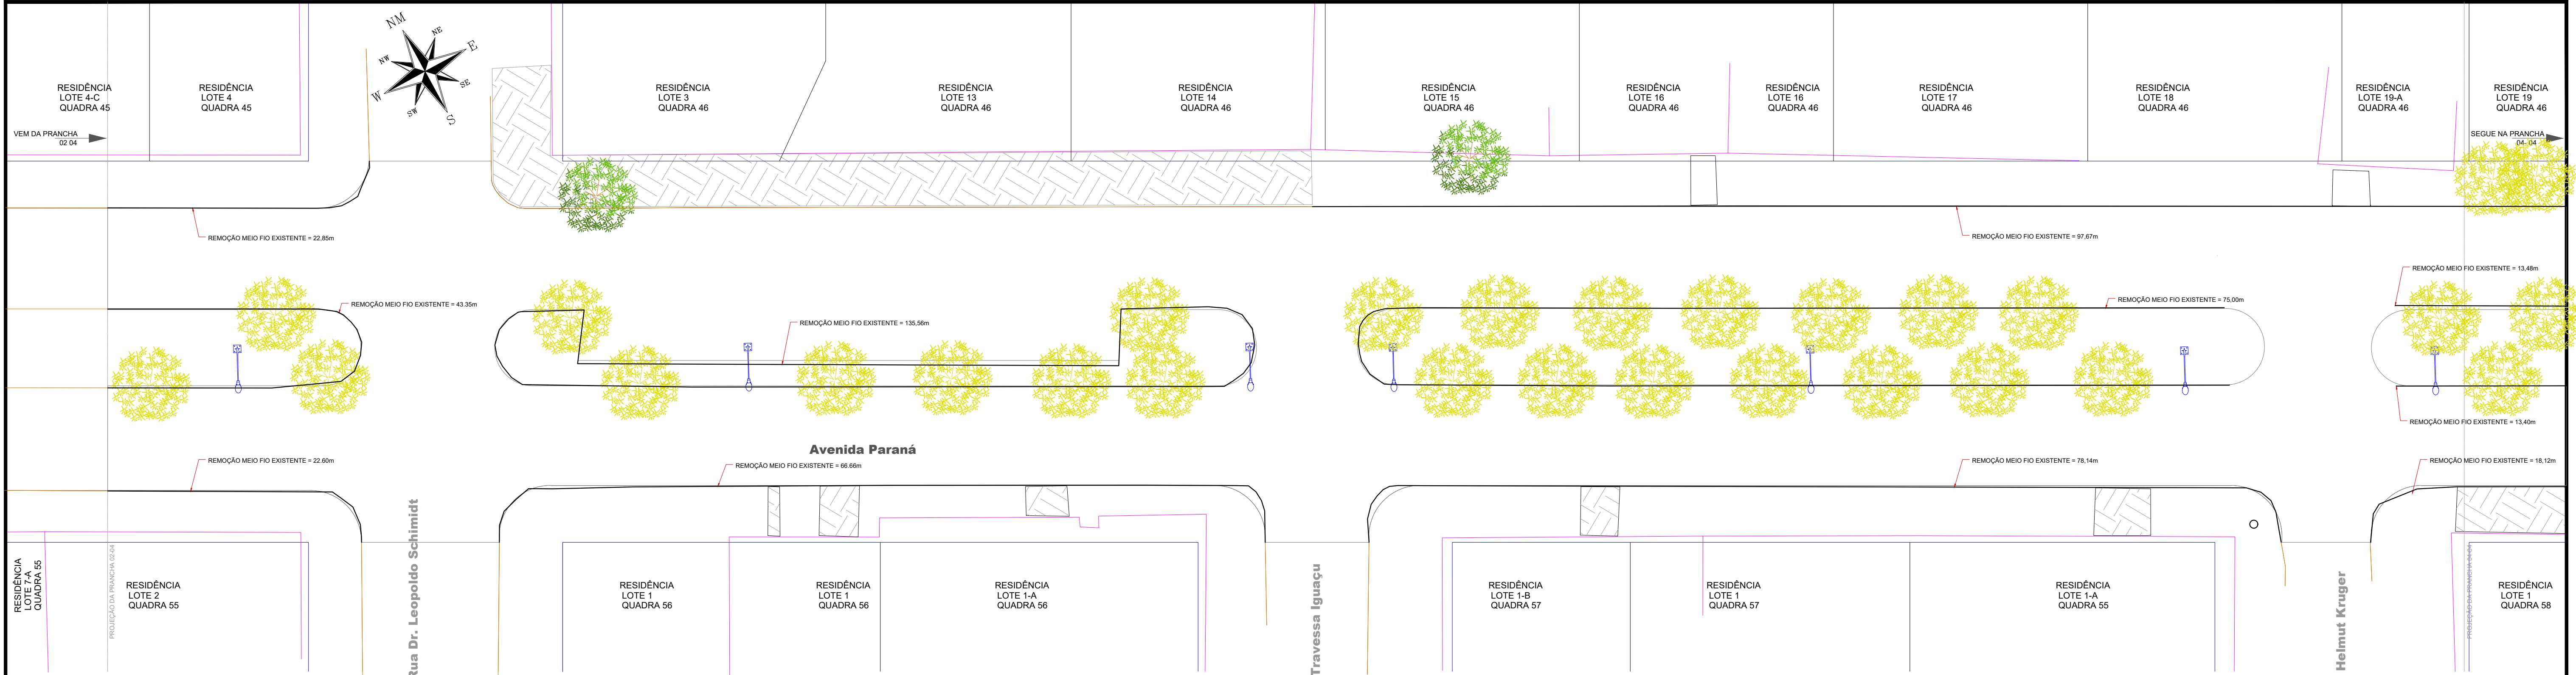 NM
NE
E
SE
S
SW
W
NW
RESIDÊNCIA
LOTE 4-C
QUADRA 45
RESIDÊNCIA
LOTE 4
QUADRA 45
RESIDÊNCIA
LOTE 3
QUADRA 46
RESIDÊNCIA
LOTE 13
QUADRA 46
RESIDÊNCIA
LOTE 14
QUADRA 46
RESIDÊNCIA
LOTE 15
QUADRA 46
RESIDÊNCIA
LOTE 16
QUADRA 46
RESIDÊNCIA
LOTE 16
QUADRA 46
RESIDÊNCIA
LOTE 17
QUADRA 46
RESIDÊNCIA
LOTE 18
QUADRA 46
RESIDÊNCIA
LOTE 19-A
QUADRA 46
RESIDÊNCIA
LOTE 19
QUADRA 46
VEM DA PRANCHA
02 04
SEGUE NA PRANCHA
04- 04
REMOÇÃO MEIO FIO EXISTENTE = 22,85m
REMOÇÃO MEIO FIO EXISTENTE = 97,67m
REMOÇÃO MEIO FIO EXISTENTE = 43.35m
REMOÇÃO MEIO FIO EXISTENTE = 135,56m
REMOÇÃO MEIO FIO EXISTENTE = 75,00m
REMOÇÃO MEIO FIO EXISTENTE = 13,48m
REMOÇÃO MEIO FIO EXISTENTE = 13,40m
Avenida Paraná
REMOÇÃO MEIO FIO EXISTENTE = 22.60m
REMOÇÃO MEIO FIO EXISTENTE = 66.66m
REMOÇÃO MEIO FIO EXISTENTE = 78,14m
REMOÇÃO MEIO FIO EXISTENTE = 18,12m
RESIDÊNCIA
LOTE 7-A
QUADRA 55
PROJEÇÃO DA PRANCHA 02-04
RESIDÊNCIA
LOTE 2
QUADRA 55
Rua Dr. Leopoldo Schimidt
RESIDÊNCIA
LOTE 1
QUADRA 56
RESIDÊNCIA
LOTE 1
QUADRA 56
RESIDÊNCIA
LOTE 1-A
QUADRA 56
Travessa Iguaçu
RESIDÊNCIA
LOTE 1-B
QUADRA 57
RESIDÊNCIA
LOTE 1
QUADRA 57
RESIDÊNCIA
LOTE 1-A
QUADRA 55
Helmut Kruger
PROJEÇÃO DA PRANCHA 04-04
RESIDÊNCIA
LOTE 1
QUADRA 58